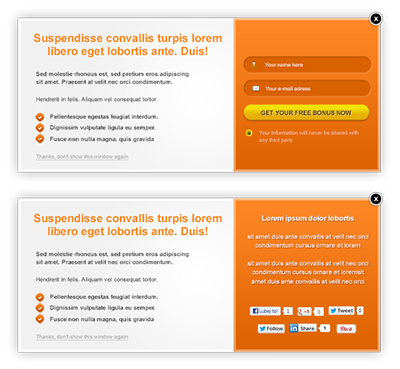 x
Suspendisse convallis turpis lorem
libero eget lobortis ante. Duis!
Sed molestie rhoncus est, sed pretium eros adipiscing
sit amet. Praesent at velit nec orci condimentum.
Hendrerit in felis. Aliquam vel consequat tortor.
Pellentesque egestas feugiat interdum.
Dignissim vulputate ligula eu semper.
Fusce non nulla magna, quis gravida
Thanks, don't show this window again
Your name here
Your e-mail adress
GET YOUR FREE BONUS NOW
Your information will never be shared with
any third party
x
Suspendisse convallis turpis lorem
libero eget lobortis ante. Duis!
Sed molestie rhoncus est, sed pretium eros adipiscing
sit amet. Praesent at velit nec orci condimentum.
Hendrerit in felis. Aliquam vel consequat tortor.
Pellentesque egestas feugiat interdum.
Dignissim vulputate ligula eu semper.
Fusce non nulla magna, quis gravida
Thanks, don't show this window again
Lorem ipsum dolor lobortis
sit amet duis ante convallis at velit nec orci
condimentum cursus ornare et lorem
sit amet duis ante convallis at velit nec orci
condimentum cursus ornare et loremsit
amet duis ante convallis at velit nec orci
Lubię to! 1 +1 0 Tweet 0
Follow in Share 1 Pin it